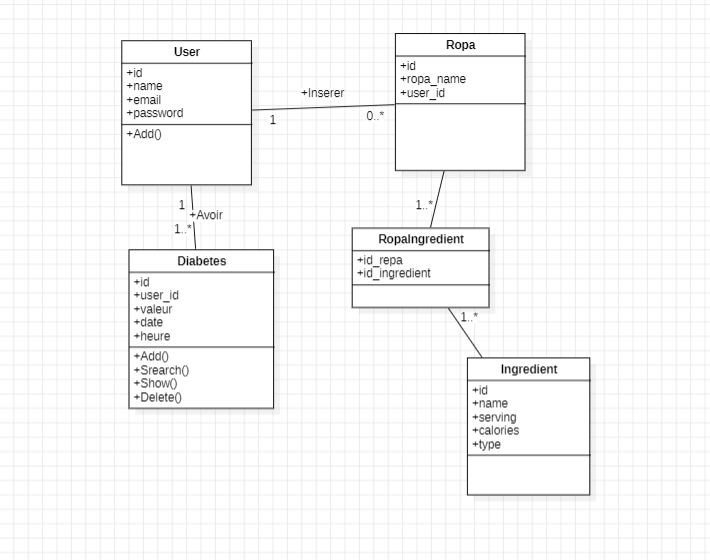 User
+id
+name
+email
+password
+Add()
+Inserer
1
0..*
Ropa
+id
+ropa_name
+user_id
1
+Avoir
1..*
Diabetes
+id
+user_id
+valeur
+date
+heure
+Add()
+Srearch()
+Show()
+Delete()
1..*
RopaIngredient
+id_repa
+id_ingredient
1..*
Ingredient
+id
+name
+serving
+calories
+type